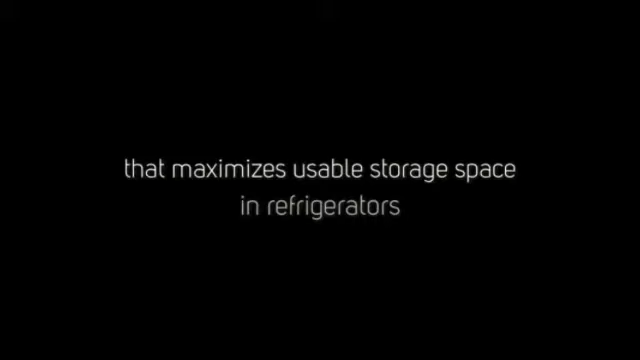 that maximizes usable storage space
in refrigerators